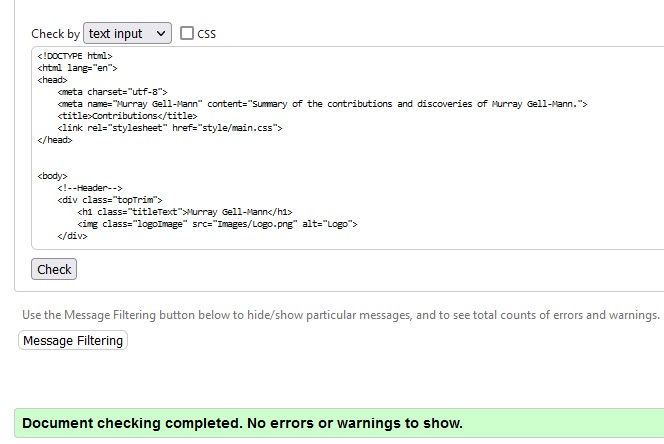 Check by text input CSS
<!DOCTYPE html>
<html lang="en">
<head>
    <meta charset="utf-8">
    <meta name="Murray Gell-Mann" content="Summary of the contributions and discoveries of Murray Gell-Mann.">
    <title>Contributions</title>
    <link rel="stylesheet" href="style/main.css">
</head>
<body>
    <!--Header-->
    <div class="topTrim">
        <h1 class="titleText">Murray Gell-Mann</h1>
        <img class="logoImage" src="Images/Logo.png" alt="Logo">
    </div>
Check
Use the Message Filtering button below to hide/show particular messages, and to see total counts of errors and warnings.
Message Filtering
Document checking completed. No errors or warnings to show.